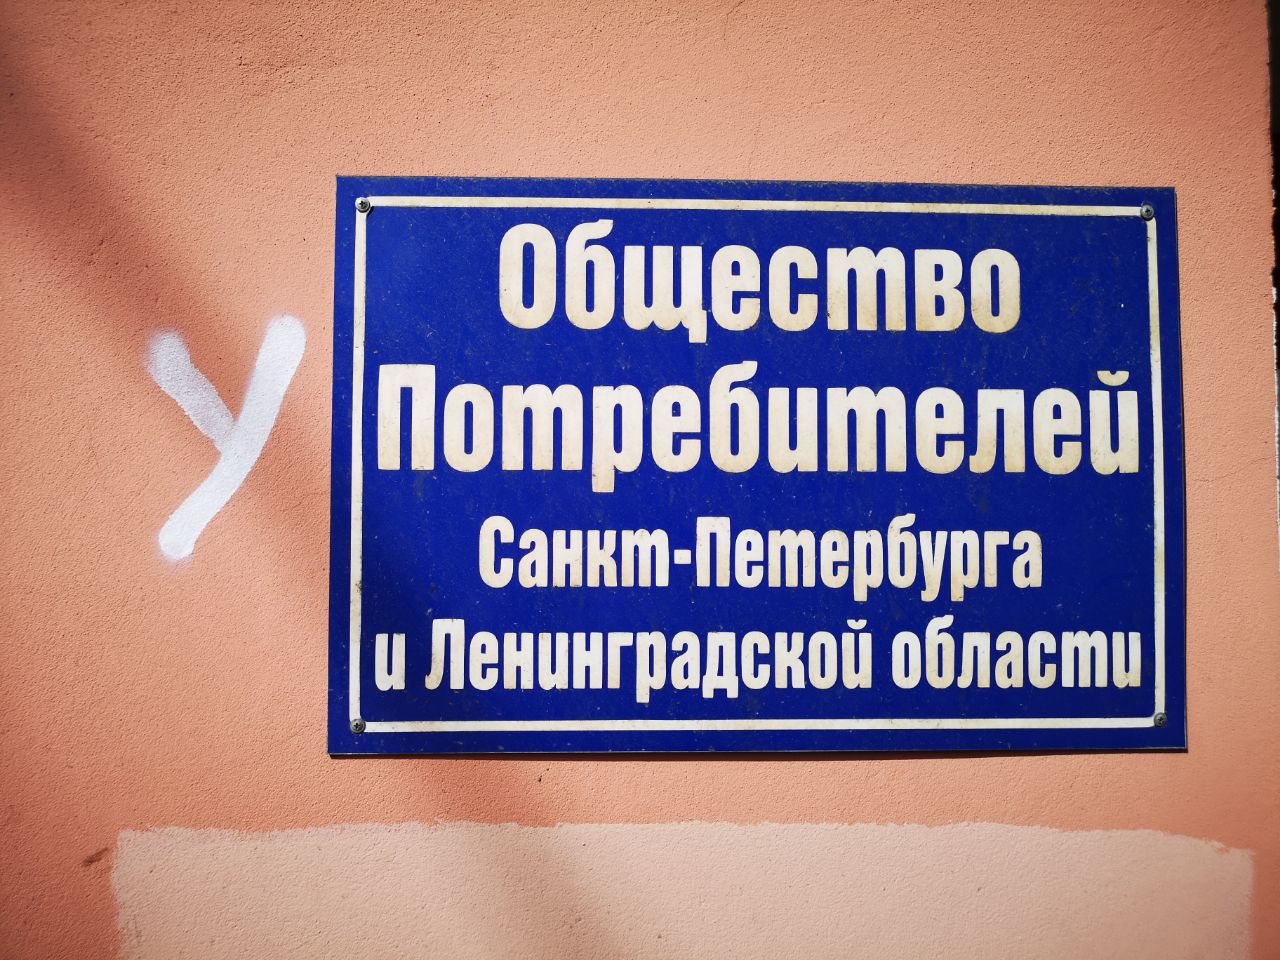 У
Общество
Потребителей
Санкт-Петербурга
и Ленинградской области